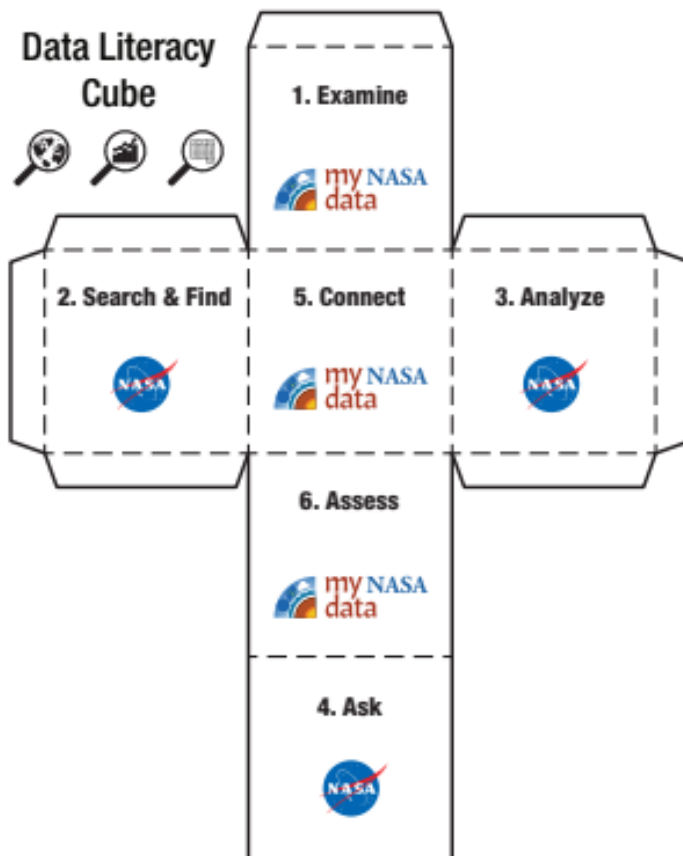 Data Literacy
Cube
1. Examine
my NASA
data
2. Search & Find
NASA
5. Connect
my NASA
data
3. Analyze
NASA
6. Assess
my NASA
data
4. Ask
NASA